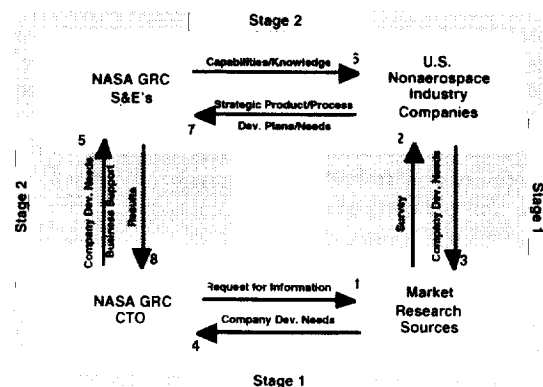 Stage 2
NASA GRC
S&E's
Capabilities/Knowledge
6
U.S.
Nonaerospace
Industry
Companies
Strategic Product/Process
7
Dev. Plans/Needs
5
2
Stage 2
Company Dev. Needs
Business Support
Results
8
Survey
Company Dev. Needs
3
Stage 1
NASA GRC
CTO
Request for Information
1
Company Dev. Needs
4
Market
Research
Sources
Stage 1